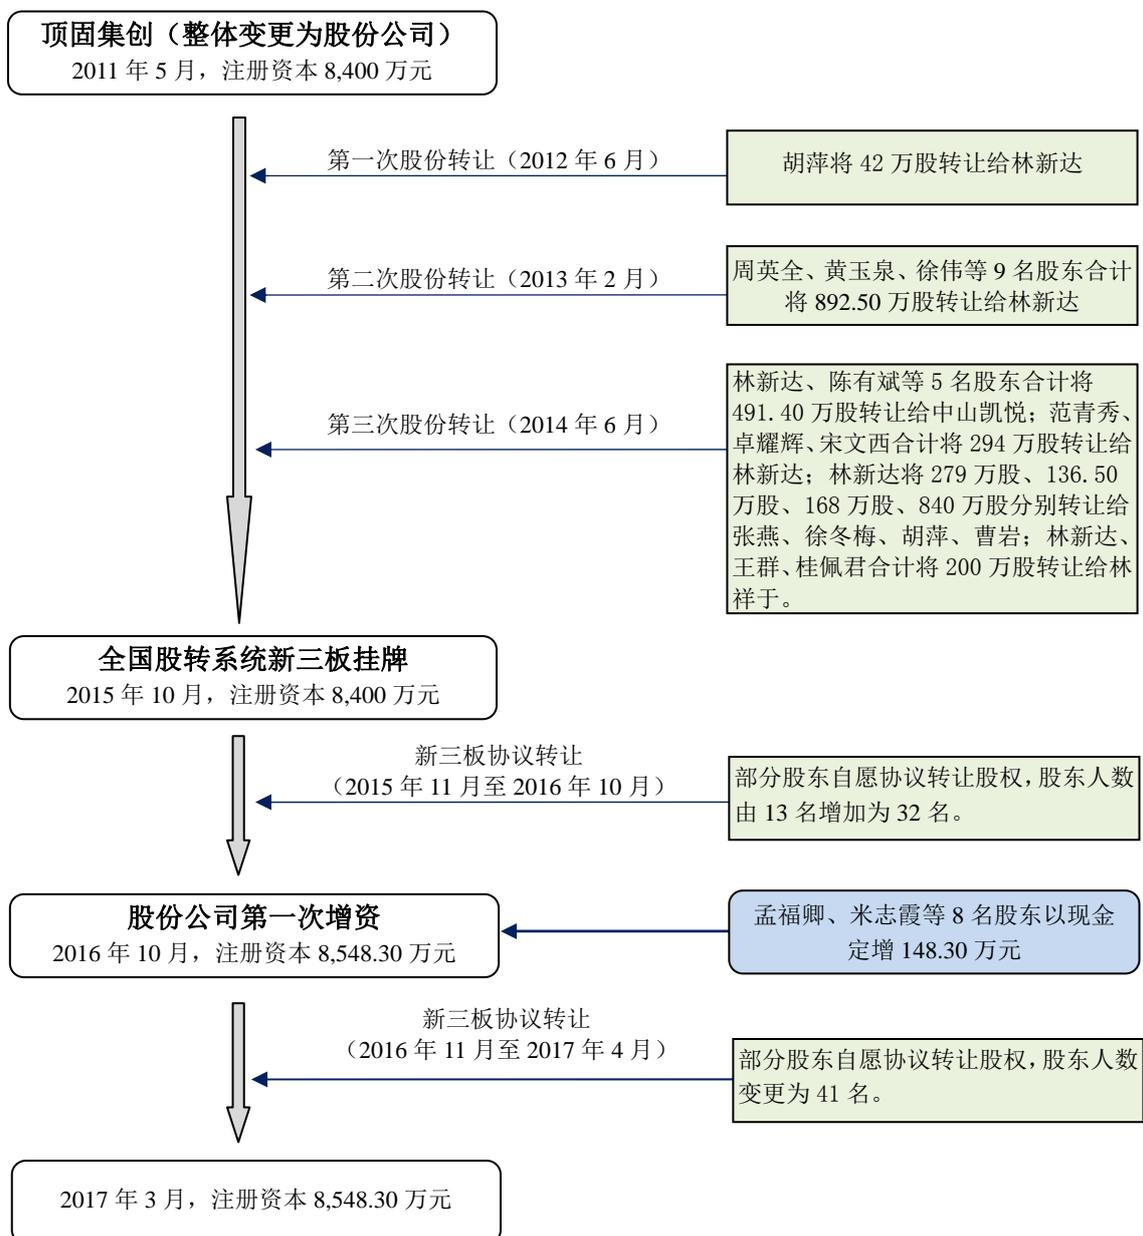 顶固集创（整体变更为股份公司）
2011 年 5 月，注册资本 8,400 万元
第一次股份转让（2012 年 6 月）
胡萍将 42 万股转让给林新达
第二次股份转让（2013 年 2 月）
周英全、黄玉泉、徐伟等 9 名股东合计
将 892.50 万股转让给林新达
第三次股份转让（2014 年 6 月）
林新达、陈有斌等 5 名股东合计将
491.40 万股转让给中山凯悦；范青秀、
卓耀辉、宋文西合计将 294 万股转让给
林新达；林新达将 279 万股、136.50
万股、168 万股、840 万股分别转让给
张燕、徐冬梅、胡萍、曹岩；林新达、
王群、桂佩君合计将 200 万股转让给林
祥于。
全国股转系统新三板挂牌
2015 年 10 月，注册资本 8,400 万元
新三板协议转让
（2015 年 11 月至 2016 年 10 月）
部分股东自愿协议转让股权，股东人数
由 13 名增加为 32 名。
股份公司第一次增资
2016 年 10 月，注册资本 8,548.30 万元
孟福卿、米志霞等 8 名股东以现金
定增 148.30 万元
新三板协议转让
（2016 年 11 月至 2017 年 4 月）
部分股东自愿协议转让股权，股东人数
变更为 41 名。
2017 年 3 月，注册资本 8,548.30 万元